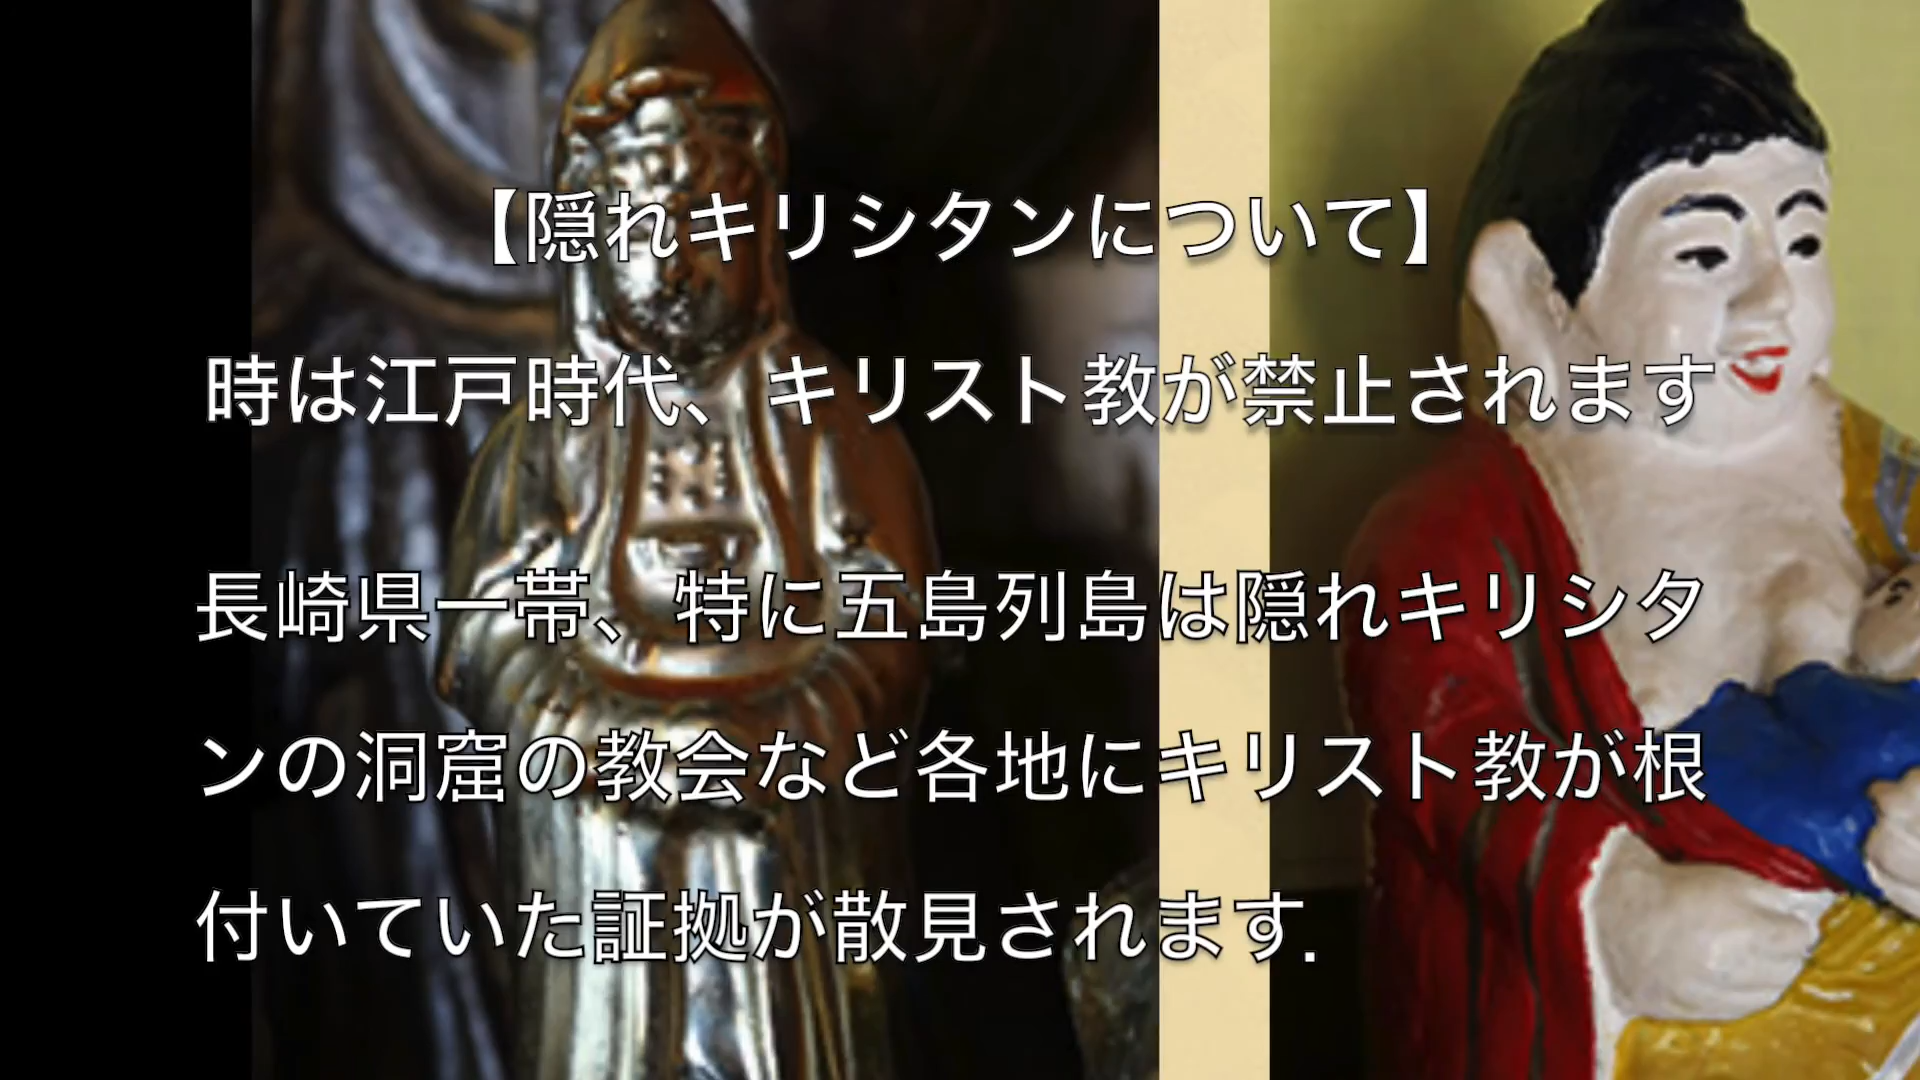 【隠れキリシタンについて】
時は江戸時代、キリスト教が禁止されます
長崎県一帯、特に五島列島は隠れキリシタ
ンの洞窟の教会など各地にキリスト教が根
付いていた証拠が散見されます.